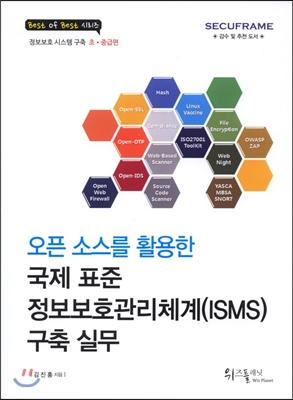 Best of Best 시리즈
정보보호 시스템 구축 초·중급편
SECUFRAME
감수 및 추천 도서
Hash
Open-SSL
Linux Vaccine
File Encryption
Open-OTP
ISO27001 ToolKit
OWASP ZAP
Web-Based Scanner
Web Night
Open-IDS
Open Web Firewall
Source Code Scanner
YASCA MBSA SNORT
오픈 소스를 활용한
국제 표준
정보보호관리체계(ISMS)
구축 실무
김진홍 지음
위즈플래닛
Wiz Planet